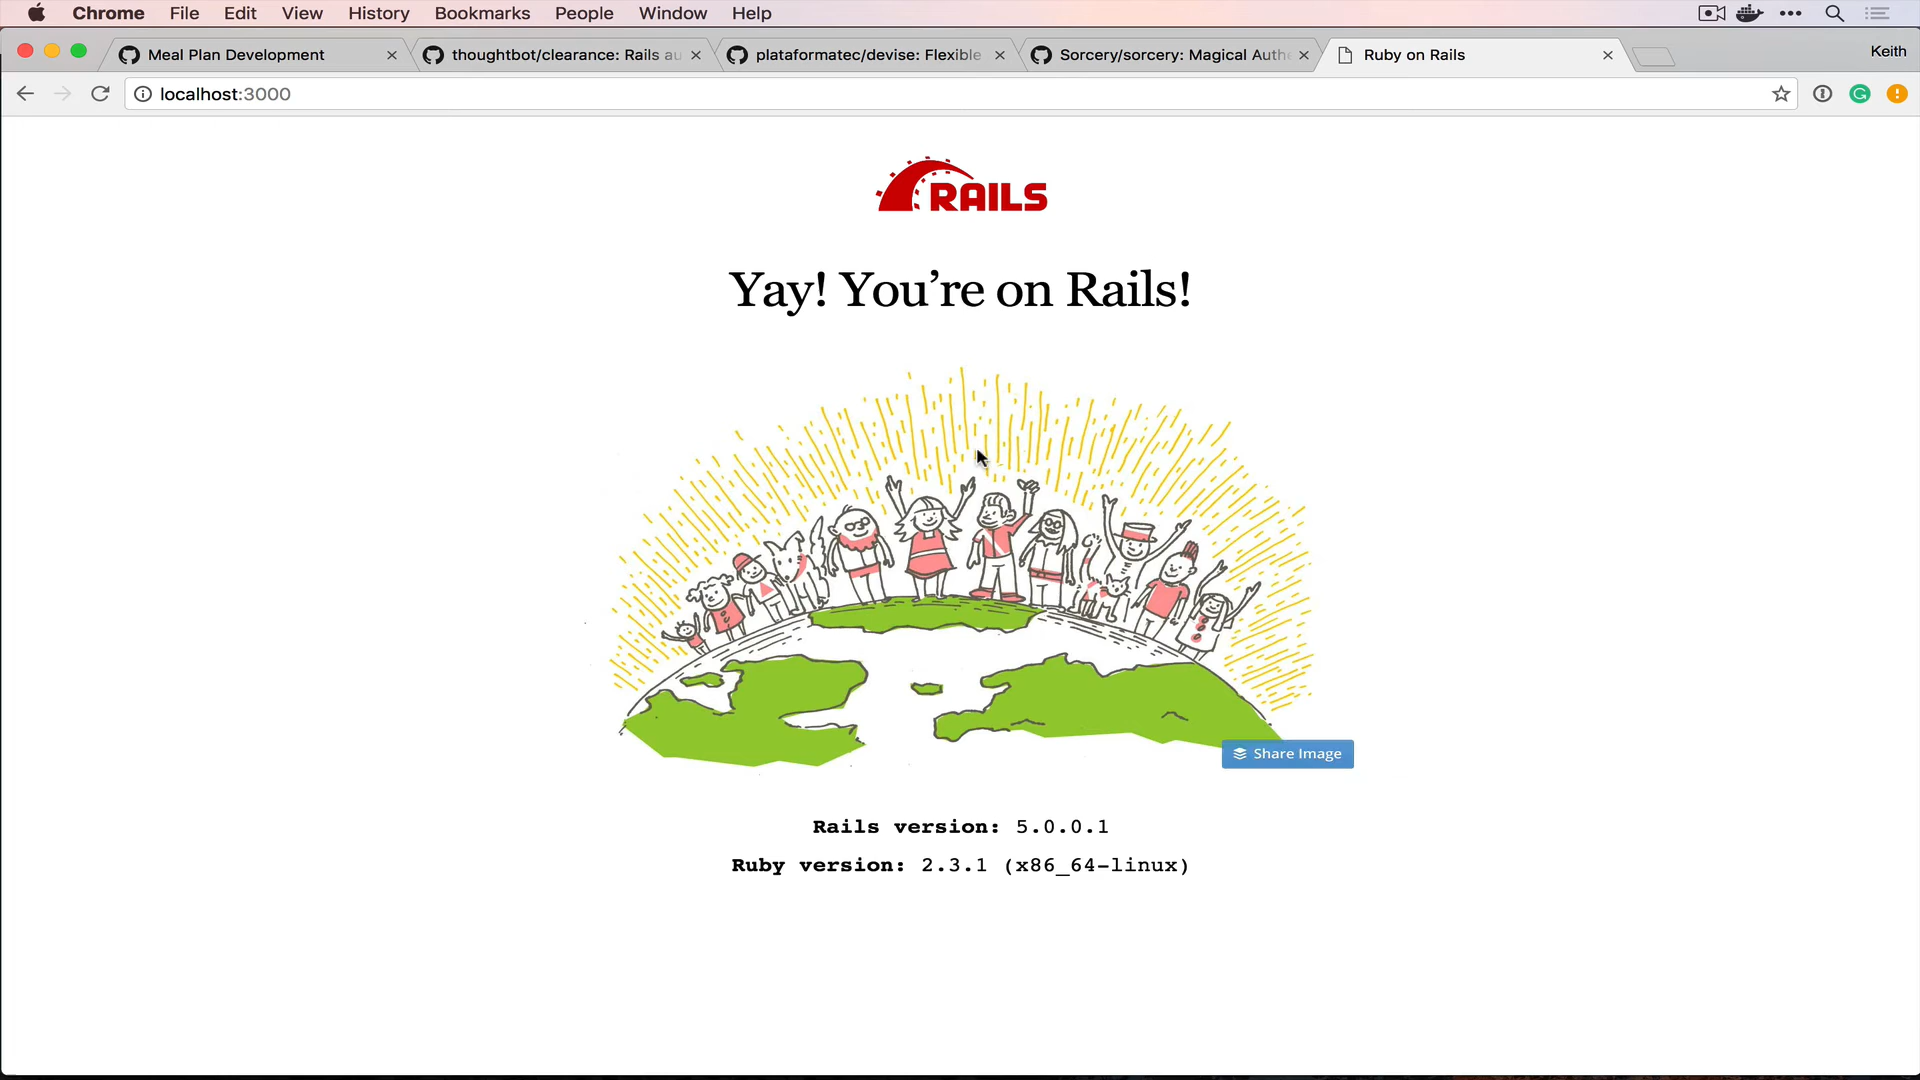 Chrome File Edit View History Bookmarks People Window Help
Meal Plan Development
thoughtbot/clearance: Rails au
plataformatec/devise: Flexible
Sorcery/sorcery: Magical Authe
Ruby on Rails
Keith
localhost:3000
RAILS
Yay! You’re on Rails!
Share Image
Rails version: 5.0.0.1
Ruby version: 2.3.1 (x86_64-linux)